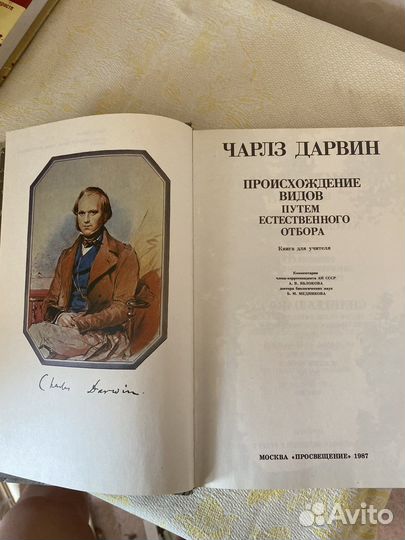 Charles Darwin.
ЧАРЛЗ ДАРВИН
ПРОИСХОЖДЕНИЕ
ВИДОВ
ПУТЕМ
ЕСТЕСТВЕННОГО
ОТБОРА
Книга для учителя
Комментарии
члена-корреспондента АН СССР
А. В. ЯБЛОКОВА
доктора биологических наук
Б. М. МЕДНИКОВА
МОСКВА «ПРОСВЕЩЕНИЕ» 1987
Avito